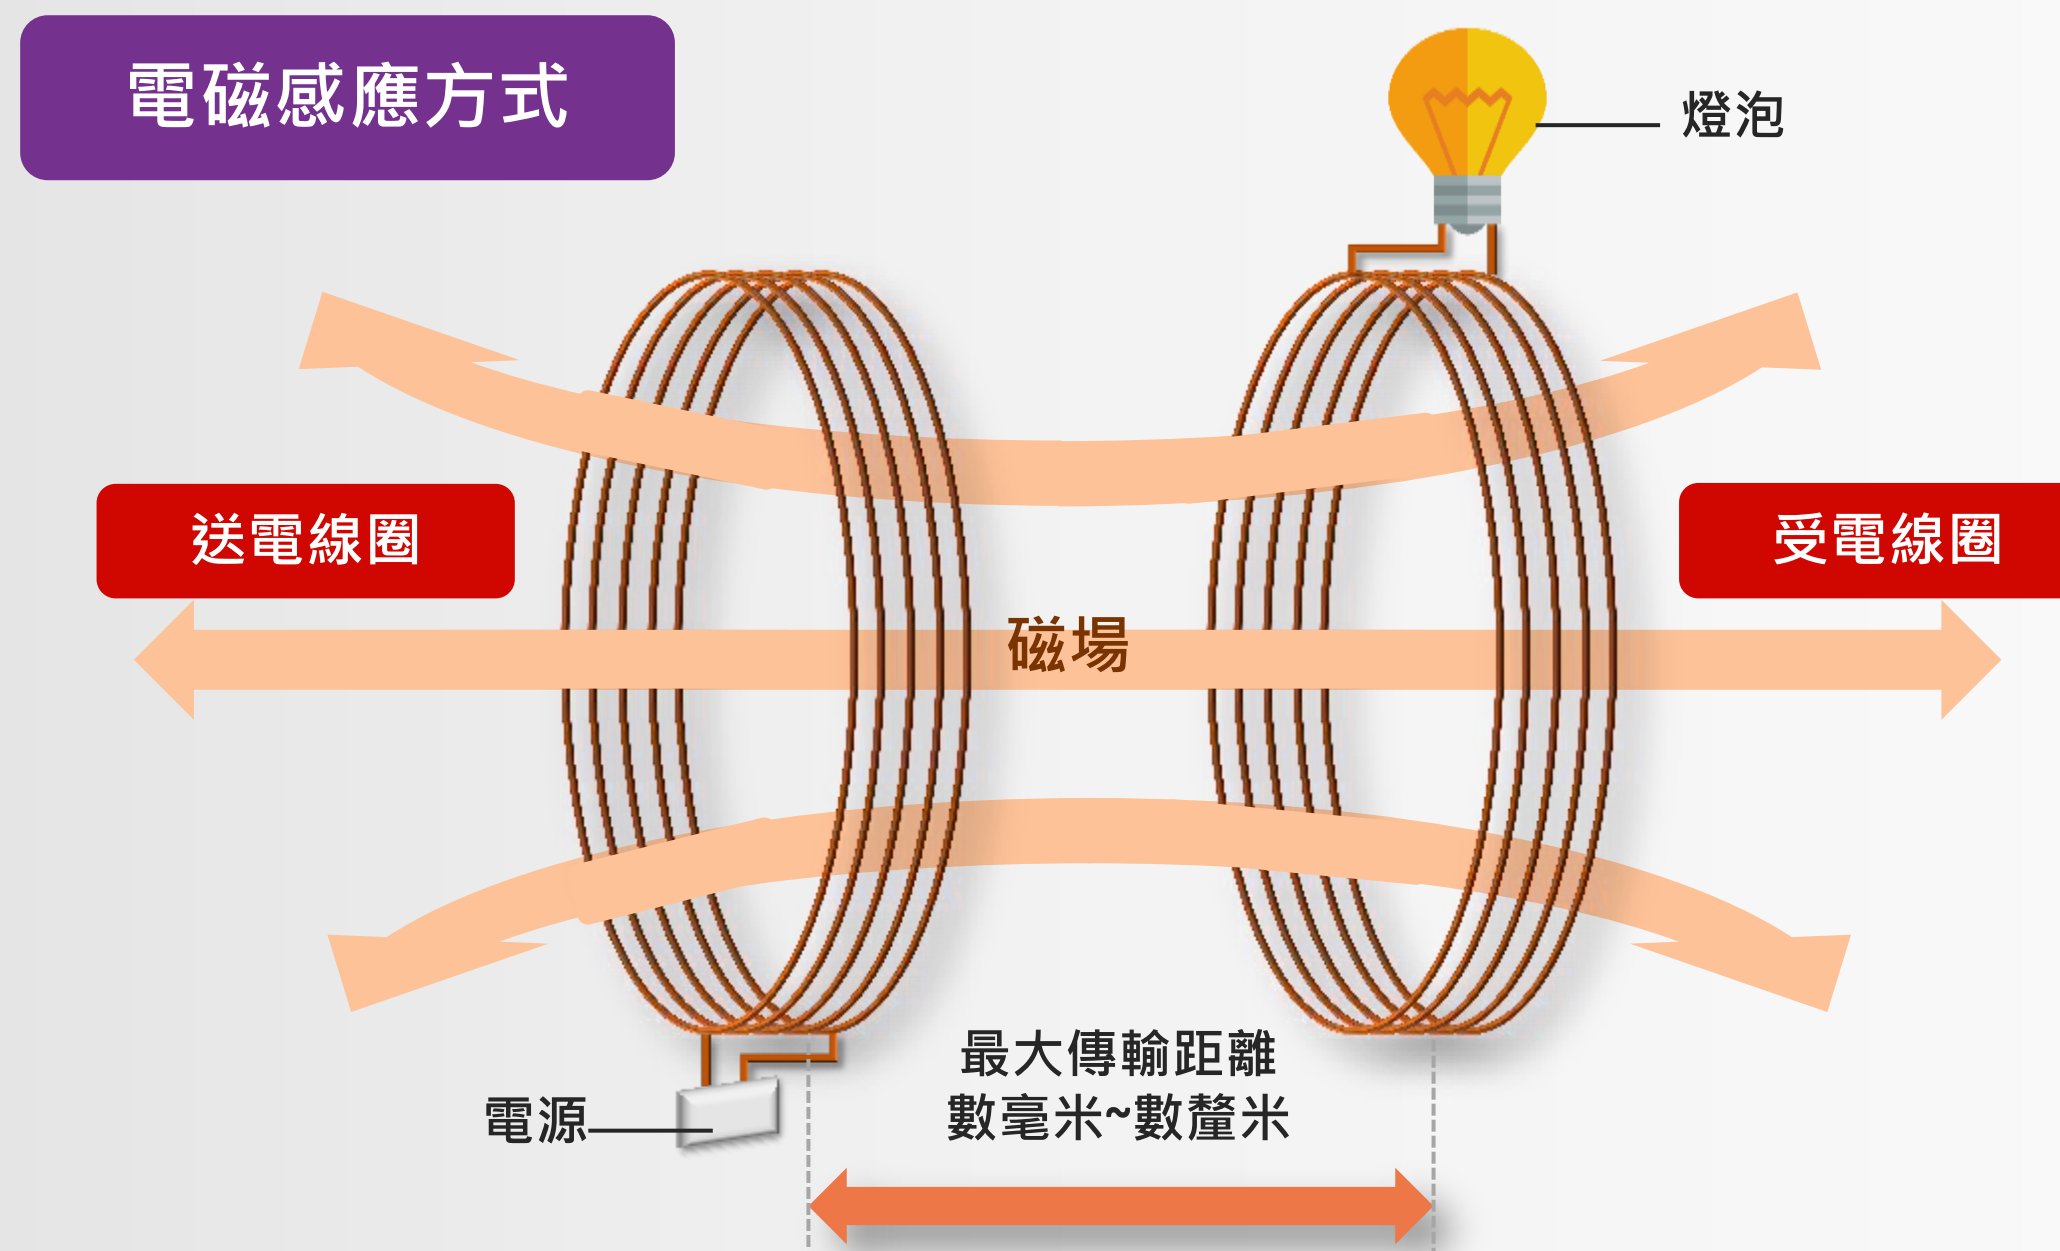 電磁感應方式
燈泡
送電線圈
受電線圈
磁場
最大傳輸距離
數毫米~數釐米
電源